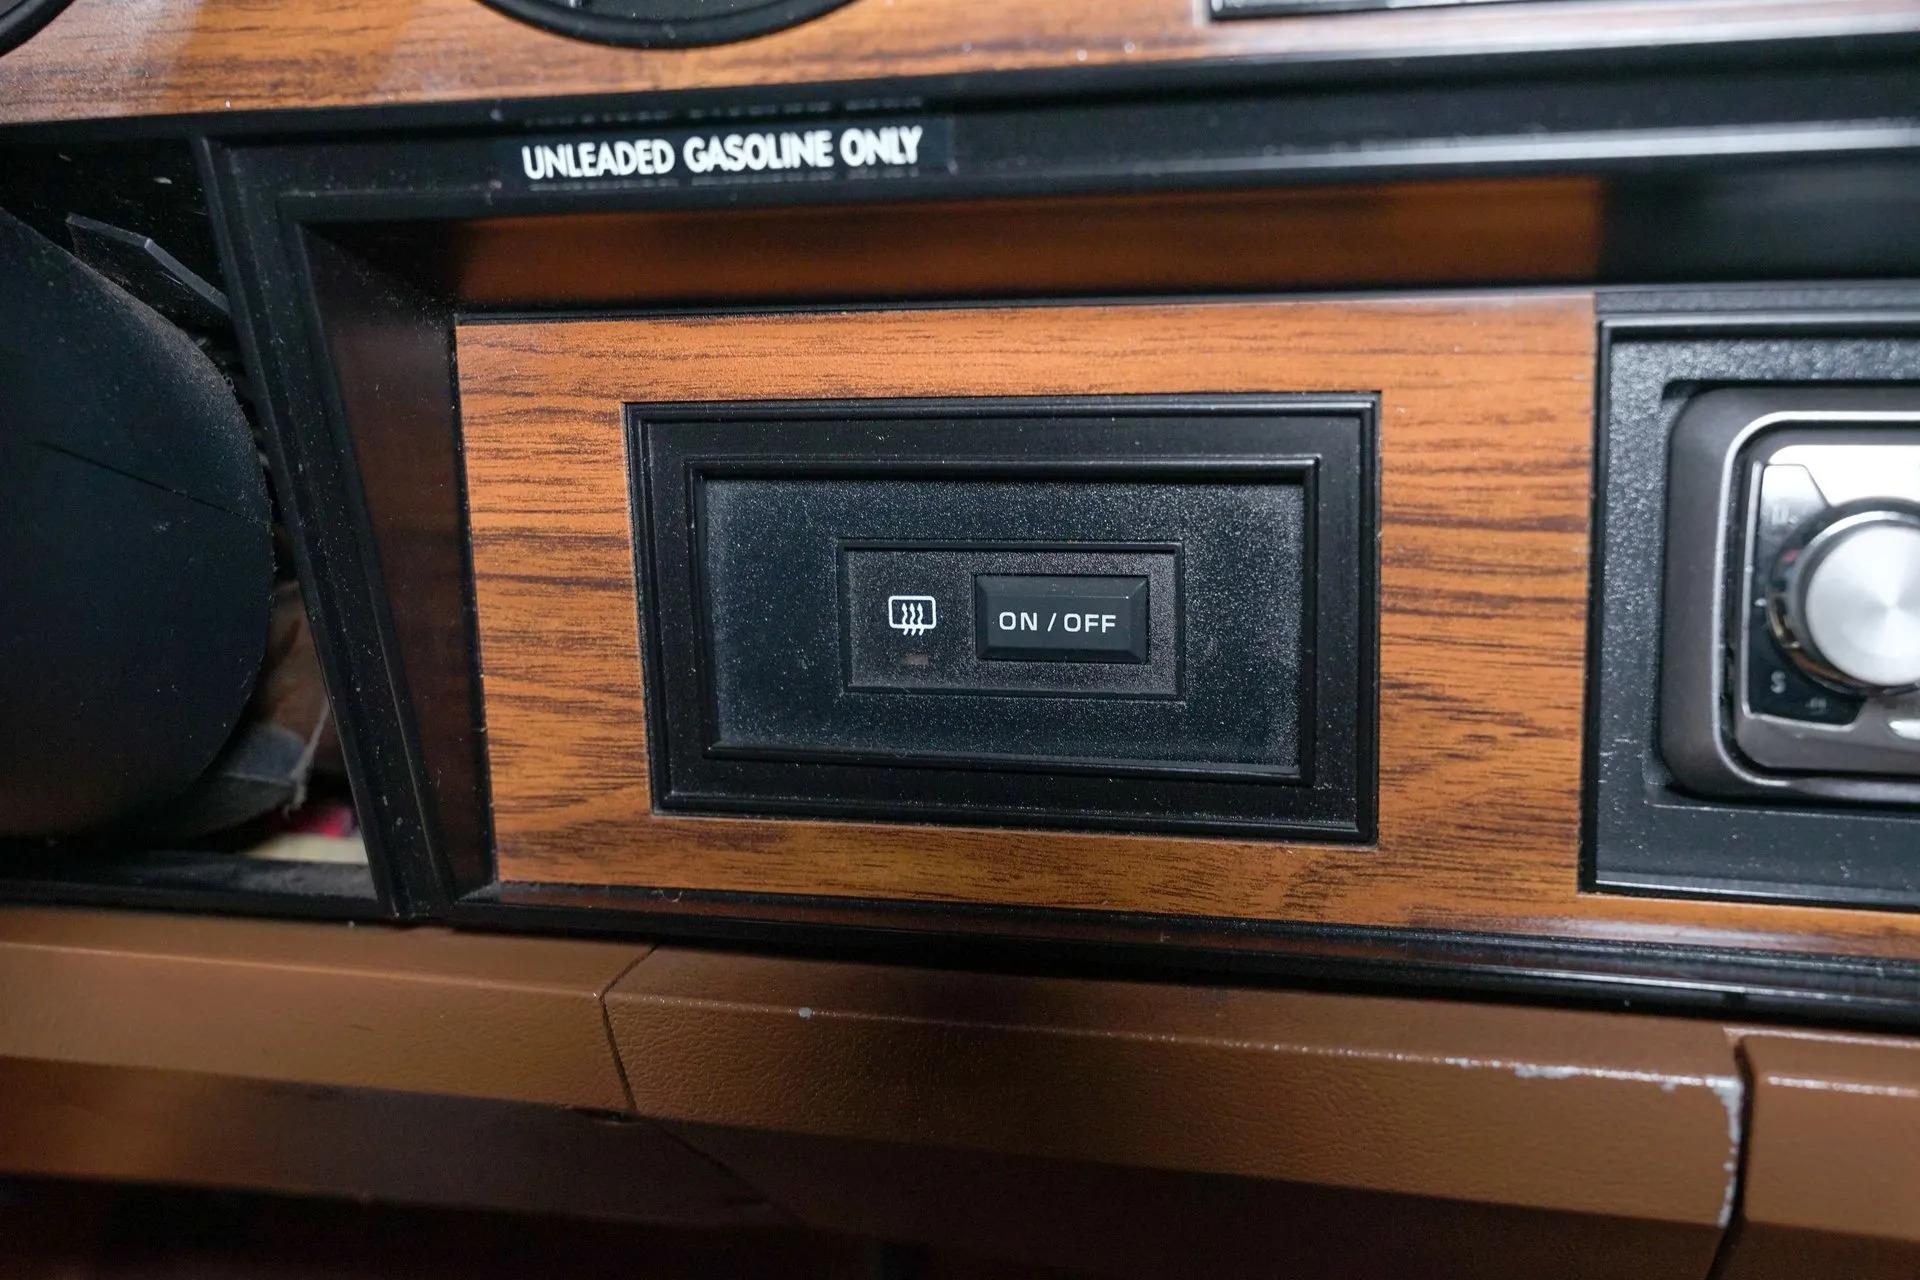 UNLEADED GASOLINE ONLY
ON / OFF
S